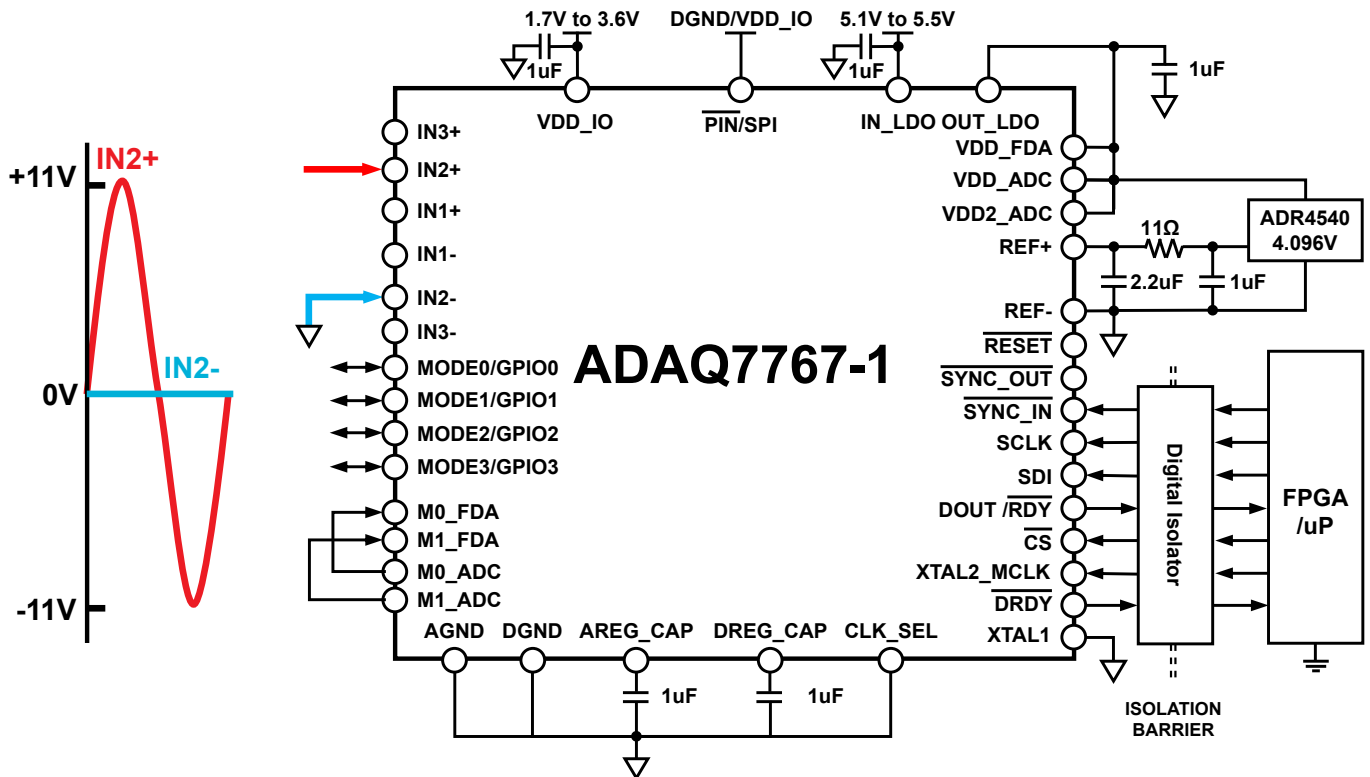 1.7V to 3.6V
DGND/VDD_IO
5.1V to 5.5V
1uF
1uF
1uF
VDD_IO
PIN/SPI
IN_LDO
OUT_LDO
IN2+
+11V
0V
IN2-
-11V
IN3+
IN2+
IN1+
IN1-
IN2-
IN3-
MODE0/GPIO0
MODE1/GPIO1
MODE2/GPIO2
MODE3/GPIO3
M0_FDA
M1_FDA
M0_ADC
M1_ADC
ADAQ7767-1
VDD_FDA
VDD_ADC
VDD2_ADC
REF+
REF-
RESET
SYNC_OUT
SYNC_IN
SCLK
SDI
DOUT /RDY
CS
XTAL2_MCLK
DRDY
XTAL1
11Ω
2.2uF
1uF
ADR4540
4.096V
Digital Isolator
FPGA
/uP
ISOLATION
BARRIER
AGND
DGND
AREG_CAP
DREG_CAP
CLK_SEL
1uF
1uF